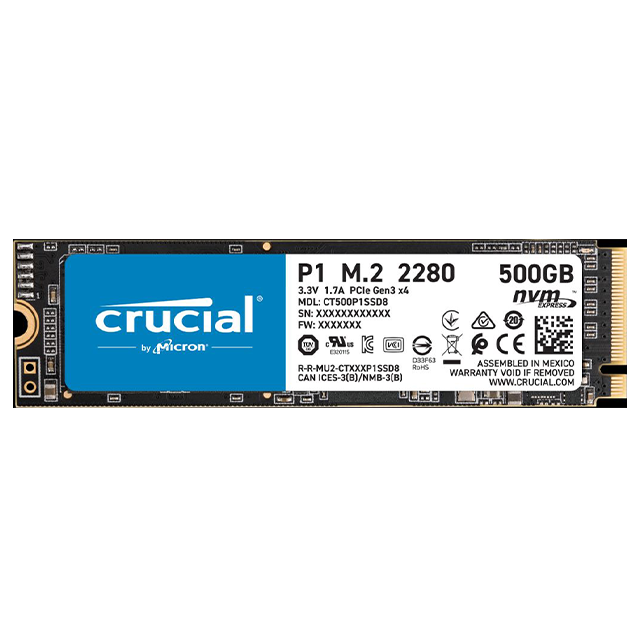 crucial®
by Micron®
P1 M.2 2280
500GB
3.3V 1.7A PCIe Gen3 x4
MDL: CT500P1SSD8
SN: XXXXXXXXXXXX
FW: XXXXXXX
nvm
EXPRESS
E320115
D33F63
RoHS
20
CE
R-R-MU2-CTXXXP1SSD8
CAN ICES-3(B)/NMB-3(B)
ASSEMBLED IN MEXICO
WARRANTY VOID IF REMOVED
WWW.CRUCIAL.COM